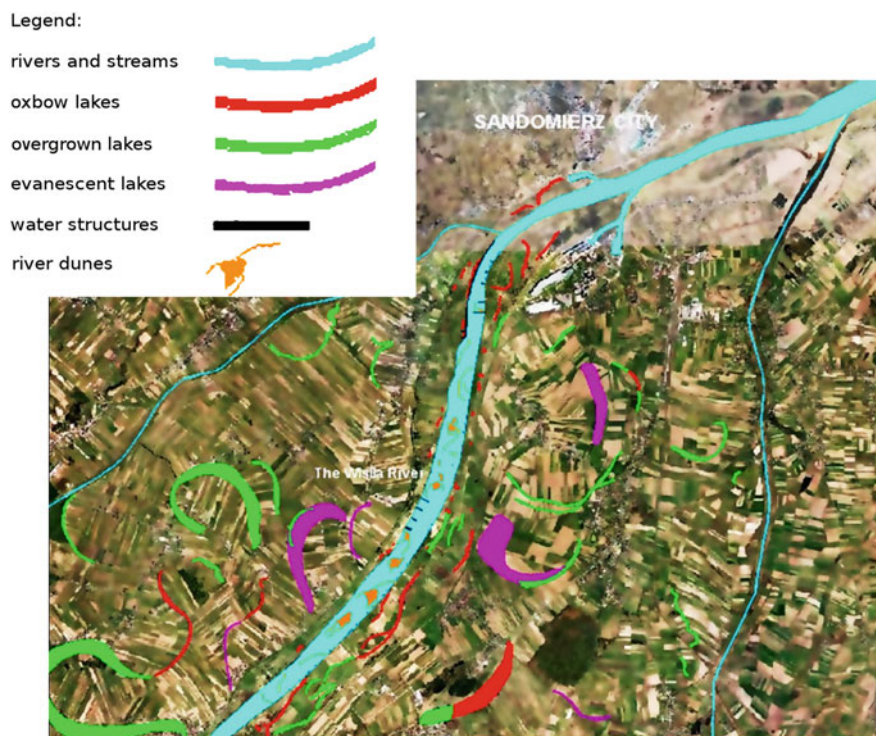 Legend:
rivers and streams
oxbow lakes
overgrown lakes
evanescent lakes
water structures
river dunes
SANDOMIERZ CITY
The Wisla River